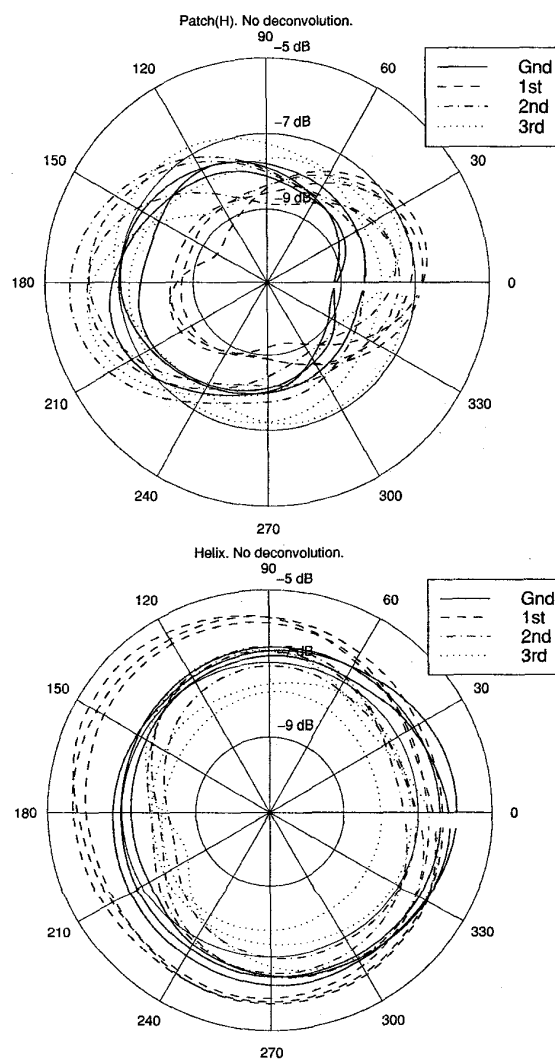 Patch(H). No deconvolution.
90
−5 dB
120
60
Gnd
1st
2nd
3rd
−7 dB
150
30
−9 dB
180
0
210
330
240
300
270
Helix. No deconvolution.
90
−5 dB
120
60
Gnd
1st
2nd
3rd
−7 dB
150
30
−9 dB
180
0
210
330
240
300
270